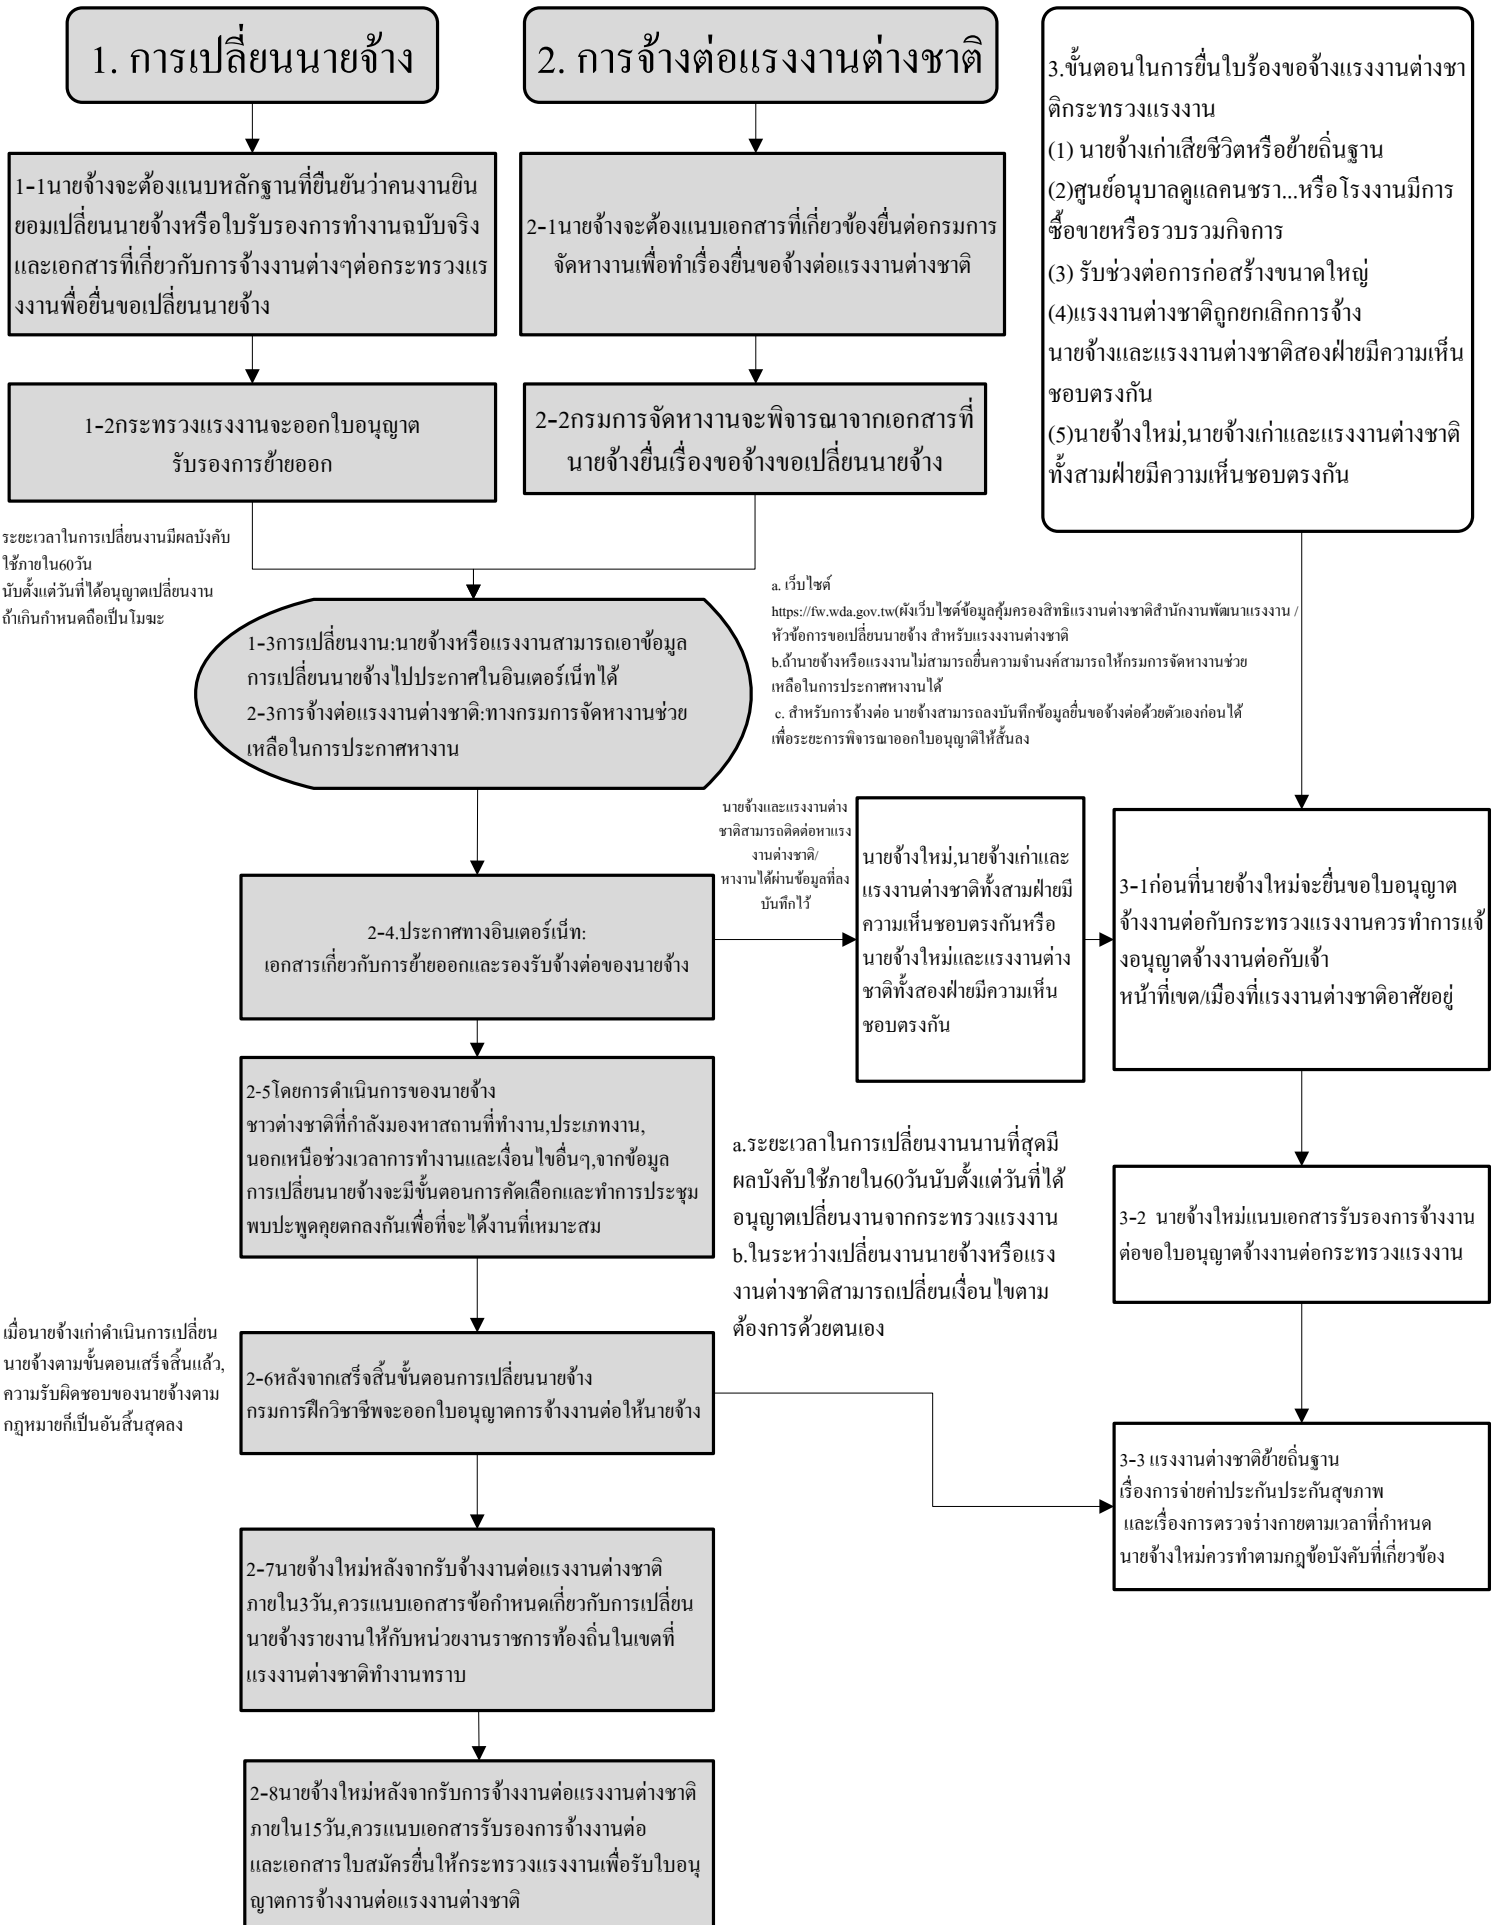 1. การเปลี่ยนนายจ้าง
2. การจ้างต่อแรงงานต่างชาติ
3.ขั้นตอนในการยื่นใบร้องขอจ้างแรงงานต่างชา
ติกระทรวงแรงงาน
(1) นายจ้างเก่าเสียชีวิตหรือย้ายถิ่นฐาน
(2)ศูนย์อนุบาลดูแลคนชรา...หรือโรงงานมีการ
ซื้อขายหรือรวบรวมกิจการ
(3) รับช่วงต่อการก่อสร้างขนาดใหญ่
(4)แรงงานต่างชาติถูกยกเลิกการจ้าง
นายจ้างและแรงงานต่างชาติสองฝ่ายมีความเห็น
ชอบตรงกัน
(5)นายจ้างใหม่,นายจ้างเก่าและแรงงานต่างชาติ
ทั้งสามฝ่ายมีความเห็นชอบตรงกัน
1-1นายจ้างจะต้องแนบหลักฐานที่ยืนยันว่าคนงานยิน
ยอมเปลี่ยนนายจ้างหรือใบรับรองการทำงานฉบับจริง
และเอกสารที่เกี่ยวกับการจ้างงานต่างๆต่อกระทรวงแร
งงานพื่อยื่นขอเปลี่ยนนายจ้าง
2-1นายจ้างจะต้องแนบเอกสารที่เกี่ยวข้องยื่นต่อกรมการ
จัดหางานเพื่อทำเรื่องยื่นขอจ้างต่อแรงงานต่างชาติ
1-2กระทรวงแรงงานจะออกใบอนุญาต
รับรองการย้ายออก
2-2กรมการจัดหางานจะพิจารณาจากเอกสารที่
นายจ้างยื่นเรื่องขอจ้างขอเปลี่ยนนายจ้าง
ระยะเวลาในการเปลี่ยนงานมีผลบังคับ
ใช้ภายใน60วัน
นับตั้งแต่วันที่ได้อนุญาตเปลี่ยนงาน
ถ้าเกินกำหนดถือเป็นโมฆะ
1-3การเปลี่ยนงาน:นายจ้างหรือแรงงานสามารถเอาข้อมูล
การเปลี่ยนนายจ้างไปประกาศในอินเตอร์เน็ทได้
2-3การจ้างต่อแรงงานต่างชาติ:ทางกรมการจัดหางานช่วย
เหลือในการประกาศหางาน
a. เว็บไซต์
https://fw.wda.gov.tw(ผังเว็บไซต์ข้อมูลคุ้มครองสิทธิแรงานต่างชาติสำนักงานพัฒนาแรงงาน /
หัวข้อการขอเปลี่ยนนายจ้าง สำหรับแรงงงานต่างชาติ
b.ถ้านายจ้างหรือแรงงานไม่สามารถยื่นความจำนงค์สามารถให้กรมการจัดหางานช่วย
เหลือในการประกาศหางานได้
c. สำหรับการจ้างต่อ นายจ้างสามารถลงบันทึกข้อมูลยื่นขอจ้างต่อด้วยตัวเองก่อนได้
เพื่อระยะการพิจารณาออกใบอนุญาติให้สั้นลง
นายจ้างและแรงงานต่าง
ชาติสามารถติดต่อหาแรง
งานต่างชาติ/
หางานได้ผ่านข้อมูลที่ลง
บันทึกไว้
2-4.ประกาศทางอินเตอร์เน็ท:
เอกสารเกี่ยวกับการย้ายออกและรองรับจ้างต่อของนายจ้าง
นายจ้างใหม่,นายจ้างเก่าและ
แรงงานต่างชาติทั้งสามฝ่ายมี
ความเห็นชอบตรงกันหรือ
นายจ้างใหม่และแรงงานต่าง
ชาติทั้งสองฝ่ายมีความเห็น
ชอบตรงกัน
3-1ก่อนที่นายจ้างใหม่จะยื่นขอใบอนุญาต
จ้างงานต่อกับกระทรวงแรงงานควรทำการแจ้
งอนุญาตจ้างงานต่อกับเจ้า
หน้าที่เขต/เมืองที่แรงงานต่างชาติอาศัยอยู่
2-5โดยการดำเนินการของนายจ้าง
ชาวต่างชาติที่กำลังมองหาสถานที่ทำงาน,ประเภทงาน,
นอกเหนือช่วงเวลาการทำงานและเงื่อนไขอื่นๆ,จากข้อมูล
การเปลี่ยนนายจ้างจะมีขั้นตอนการคัดเลือกและทำการประชุม
พบปะพูดคุยตกลงกันเพื่อที่จะได้งานที่เหมาะสม
a.ระยะเวลาในการเปลี่ยนงานนานที่สุดมี
ผลบังคับใช้ภายใน60วันนับตั้งแต่วันที่ได้
อนุญาตเปลี่ยนงานจากกระทรวงแรงงาน
b.ในระหว่างเปลี่ยนงานนายจ้างหรือแรง
งานต่างชาติสามารถเปลี่ยนเงื่อนไขตาม
ต้องการด้วยตนเอง
3-2 นายจ้างใหม่แนบเอกสารรับรองการจ้างงาน
ต่อขอใบอนุญาตจ้างงานต่อกระทรวงแรงงาน
เมื่อนายจ้างเก่าดำเนินการเปลี่ยน
นายจ้างตามขั้นตอนเสร็จสิ้นแล้ว,
ความรับผิดชอบของนายจ้างตาม
กฎหมายก็เป็นอันสิ้นสุดลง
2-6หลังจากเสร็จสิ้นขั้นตอนการเปลี่ยนนายจ้าง
กรมการฝึกวิชาชีพจะออกใบอนุญาตการจ้างงานต่อให้นายจ้าง
3-3 แรงงานต่างชาติย้ายถิ่นฐาน
เรื่องการจ่ายค่าประกันประกันสุขภาพ
และเรื่องการตรวจร่างกายตามเวลาที่กำหนด
นายจ้างใหม่ควรทำตามกฎข้อบังคับที่เกี่ยวข้อง
2-7นายจ้างใหม่หลังจากรับจ้างงานต่อแรงงานต่างชาติ
ภายใน3วัน,ควรแนบเอกสารข้อกำหนดเกี่ยวกับการเปลี่ยน
นายจ้างรายงานให้กับหน่วยงานราชการท้องถิ่นในเขตที่
แรงงานต่างชาติทำงานทราบ
2-8นายจ้างใหม่หลังจากรับการจ้างงานต่อแรงงานต่างชาติ
ภายใน15วัน,ควรแนบเอกสารรับรองการจ้างงานต่อ
และเอกสารใบสมัครยื่นให้กระทรวงแรงงานเพื่อรับใบอนุ
ญาตการจ้างงานต่อแรงงานต่างชาติ